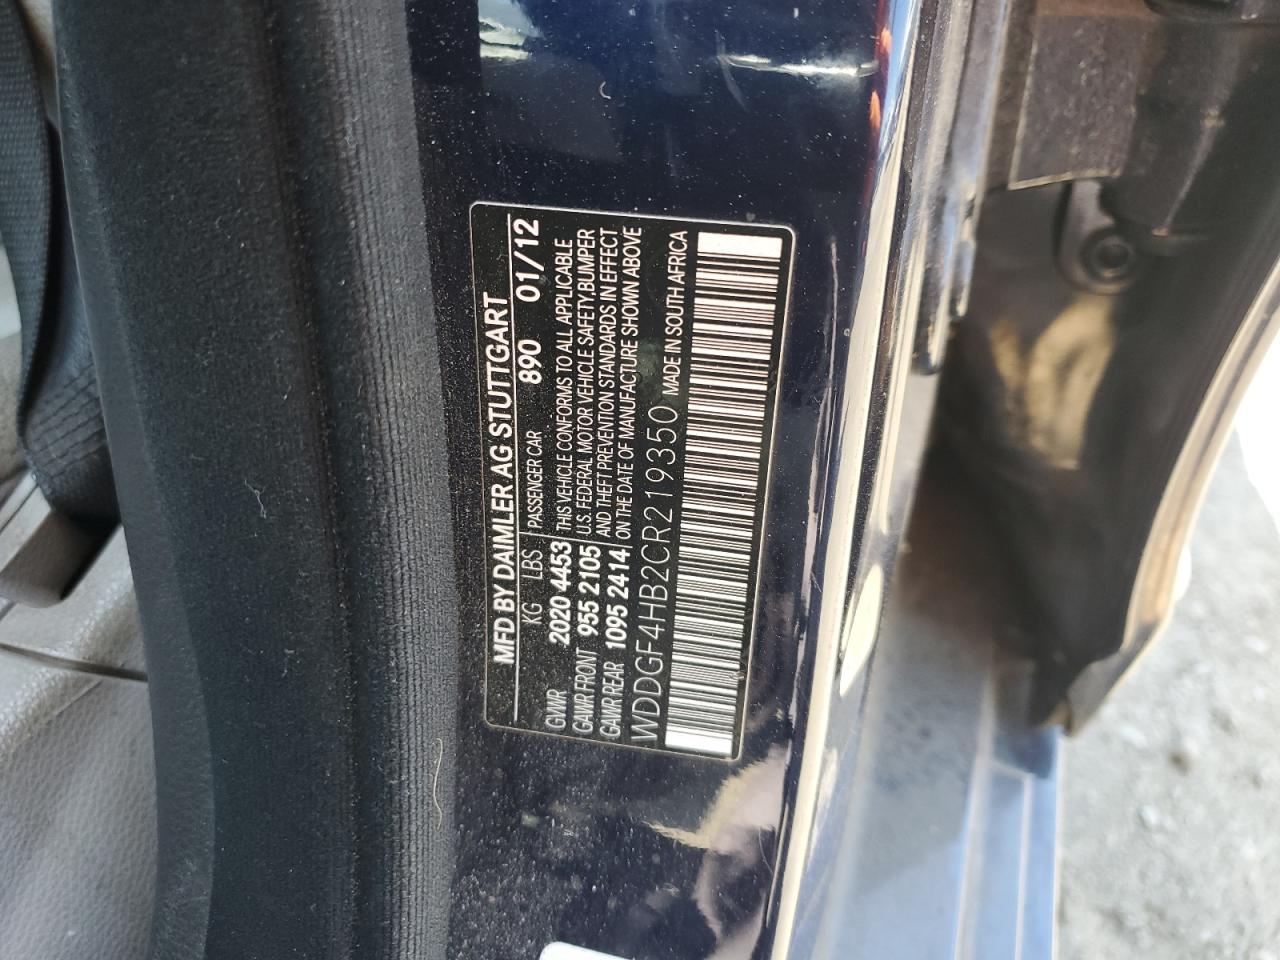 MFD BY DAIMLER AG STUTTGART
KG LBS PASSENGER CAR 890 01/12
GVWR 2020 4453 THIS VEHICLE CONFORMS TO ALL APPLICABLE
GAWR FRONT 955 2105 U.S. FEDERAL MOTOR VEHICLE SAFETY,BUMPER
GAWR REAR 1095 2414 AND THEFT PREVENTION STANDARDS IN EFFECT
ON THE DATE OF MANUFACTURE SHOWN ABOVE
WDDGF4HB2CR219350 MADE IN SOUTH AFRICA